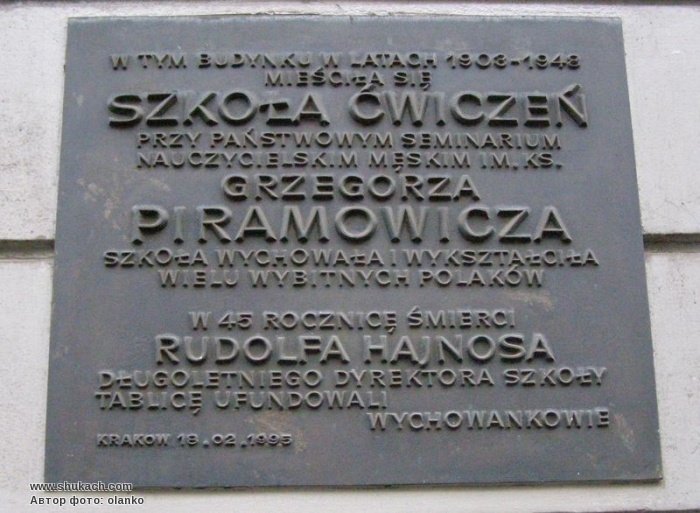 W TYM BUDYNKU W LATACH 1903-1948
MIEŚCIŁA SIĘ
SZKOŁA ĆWICZEŃ
PRZY PAŃSTWOWYM SEMINARIUM
NAUCZYCIELSKIM MĘSKIM IM. KS.
GRZEGORZA
PIRAMOWICZA
SZKOŁA WYCHOWAŁA I WYKSZTAŁCIŁA
WIELU WYBITNYCH POLAKÓW
W 45 ROCZNICĘ ŚMIERCI
RUDOLFA HAJNOSA
DŁUGOLETNIEGO DYREKTORA SZKOŁY
TABLICĘ UFUNDOWALI
WYCHOWANKOWIE
KRAKÓW 18.02.1995
www.shukach.com
Автор фото: olanko